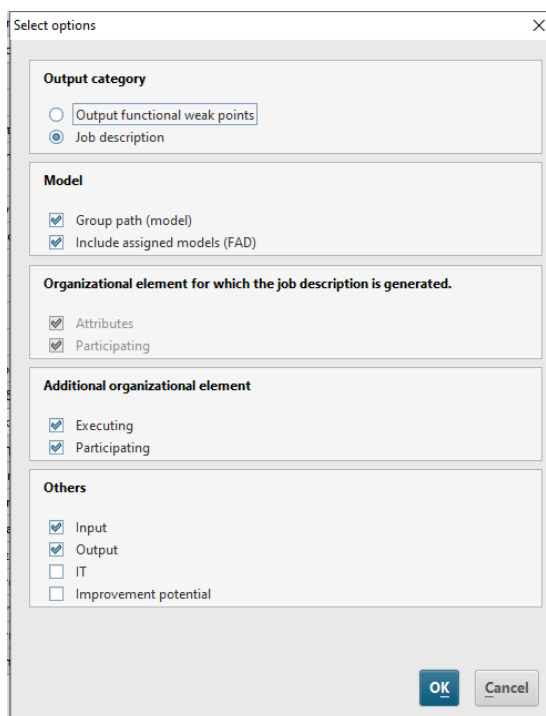 Select options
Output category
Output functional weak points
Job description
Model
Group path (model)
Include assigned models (FAD)
Organizational element for which the job description is generated.
Attributes
Participating
Additional organizational element
Executing
Participating
Others
Input
Output
IT
Improvement potential
OK Cancel